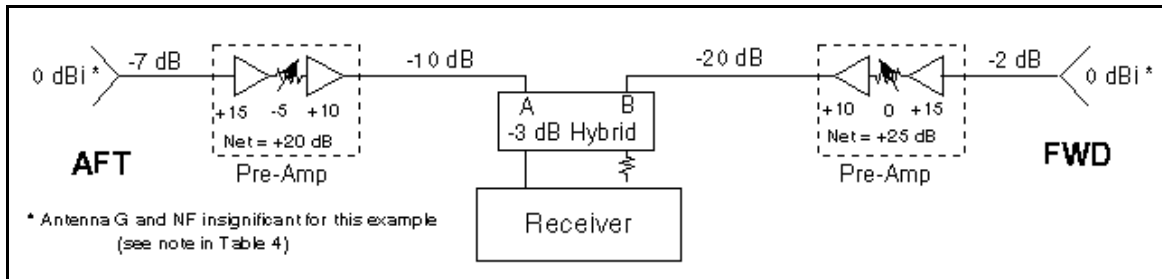 0 dBi *
-7 dB
+15 -5 +10
Net = +20 dB
Pre-Amp
AFT
-10 dB
A B
-3 dB Hybrid
Receiver
-20 dB
+10 0 +15
Net = +25 dB
Pre-Amp
-2 dB
0 dBi *
FWD
* Antenna G and NF insignificant for this example
(see note in Table 4)